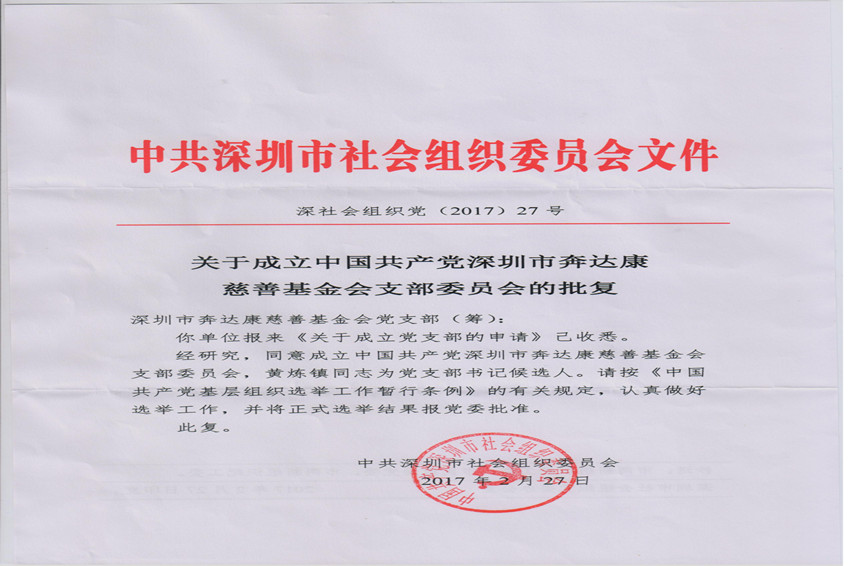 中共深圳市社会组织委员会文件
深社会组织党（2017）27号
关于成立中国共产党深圳市奔达康
慈善基金会支部委员会的批复
深圳市奔达康慈善基金会党支部（筹）：
你单位报来《关于成立党支部的申请》己收悉。
经研究，同意成立中国共产党深圳市奔达康慈善基金会
支部委员会，黄炼镇同志为党支部书记候选人。请按《中国
共产党基层组织选举工作暂行条例》的有关规定，认真做好
选举工作，并将正式选举结果报党委批准。
此复。
中共深圳市社会组织委员会
2017年2月27日